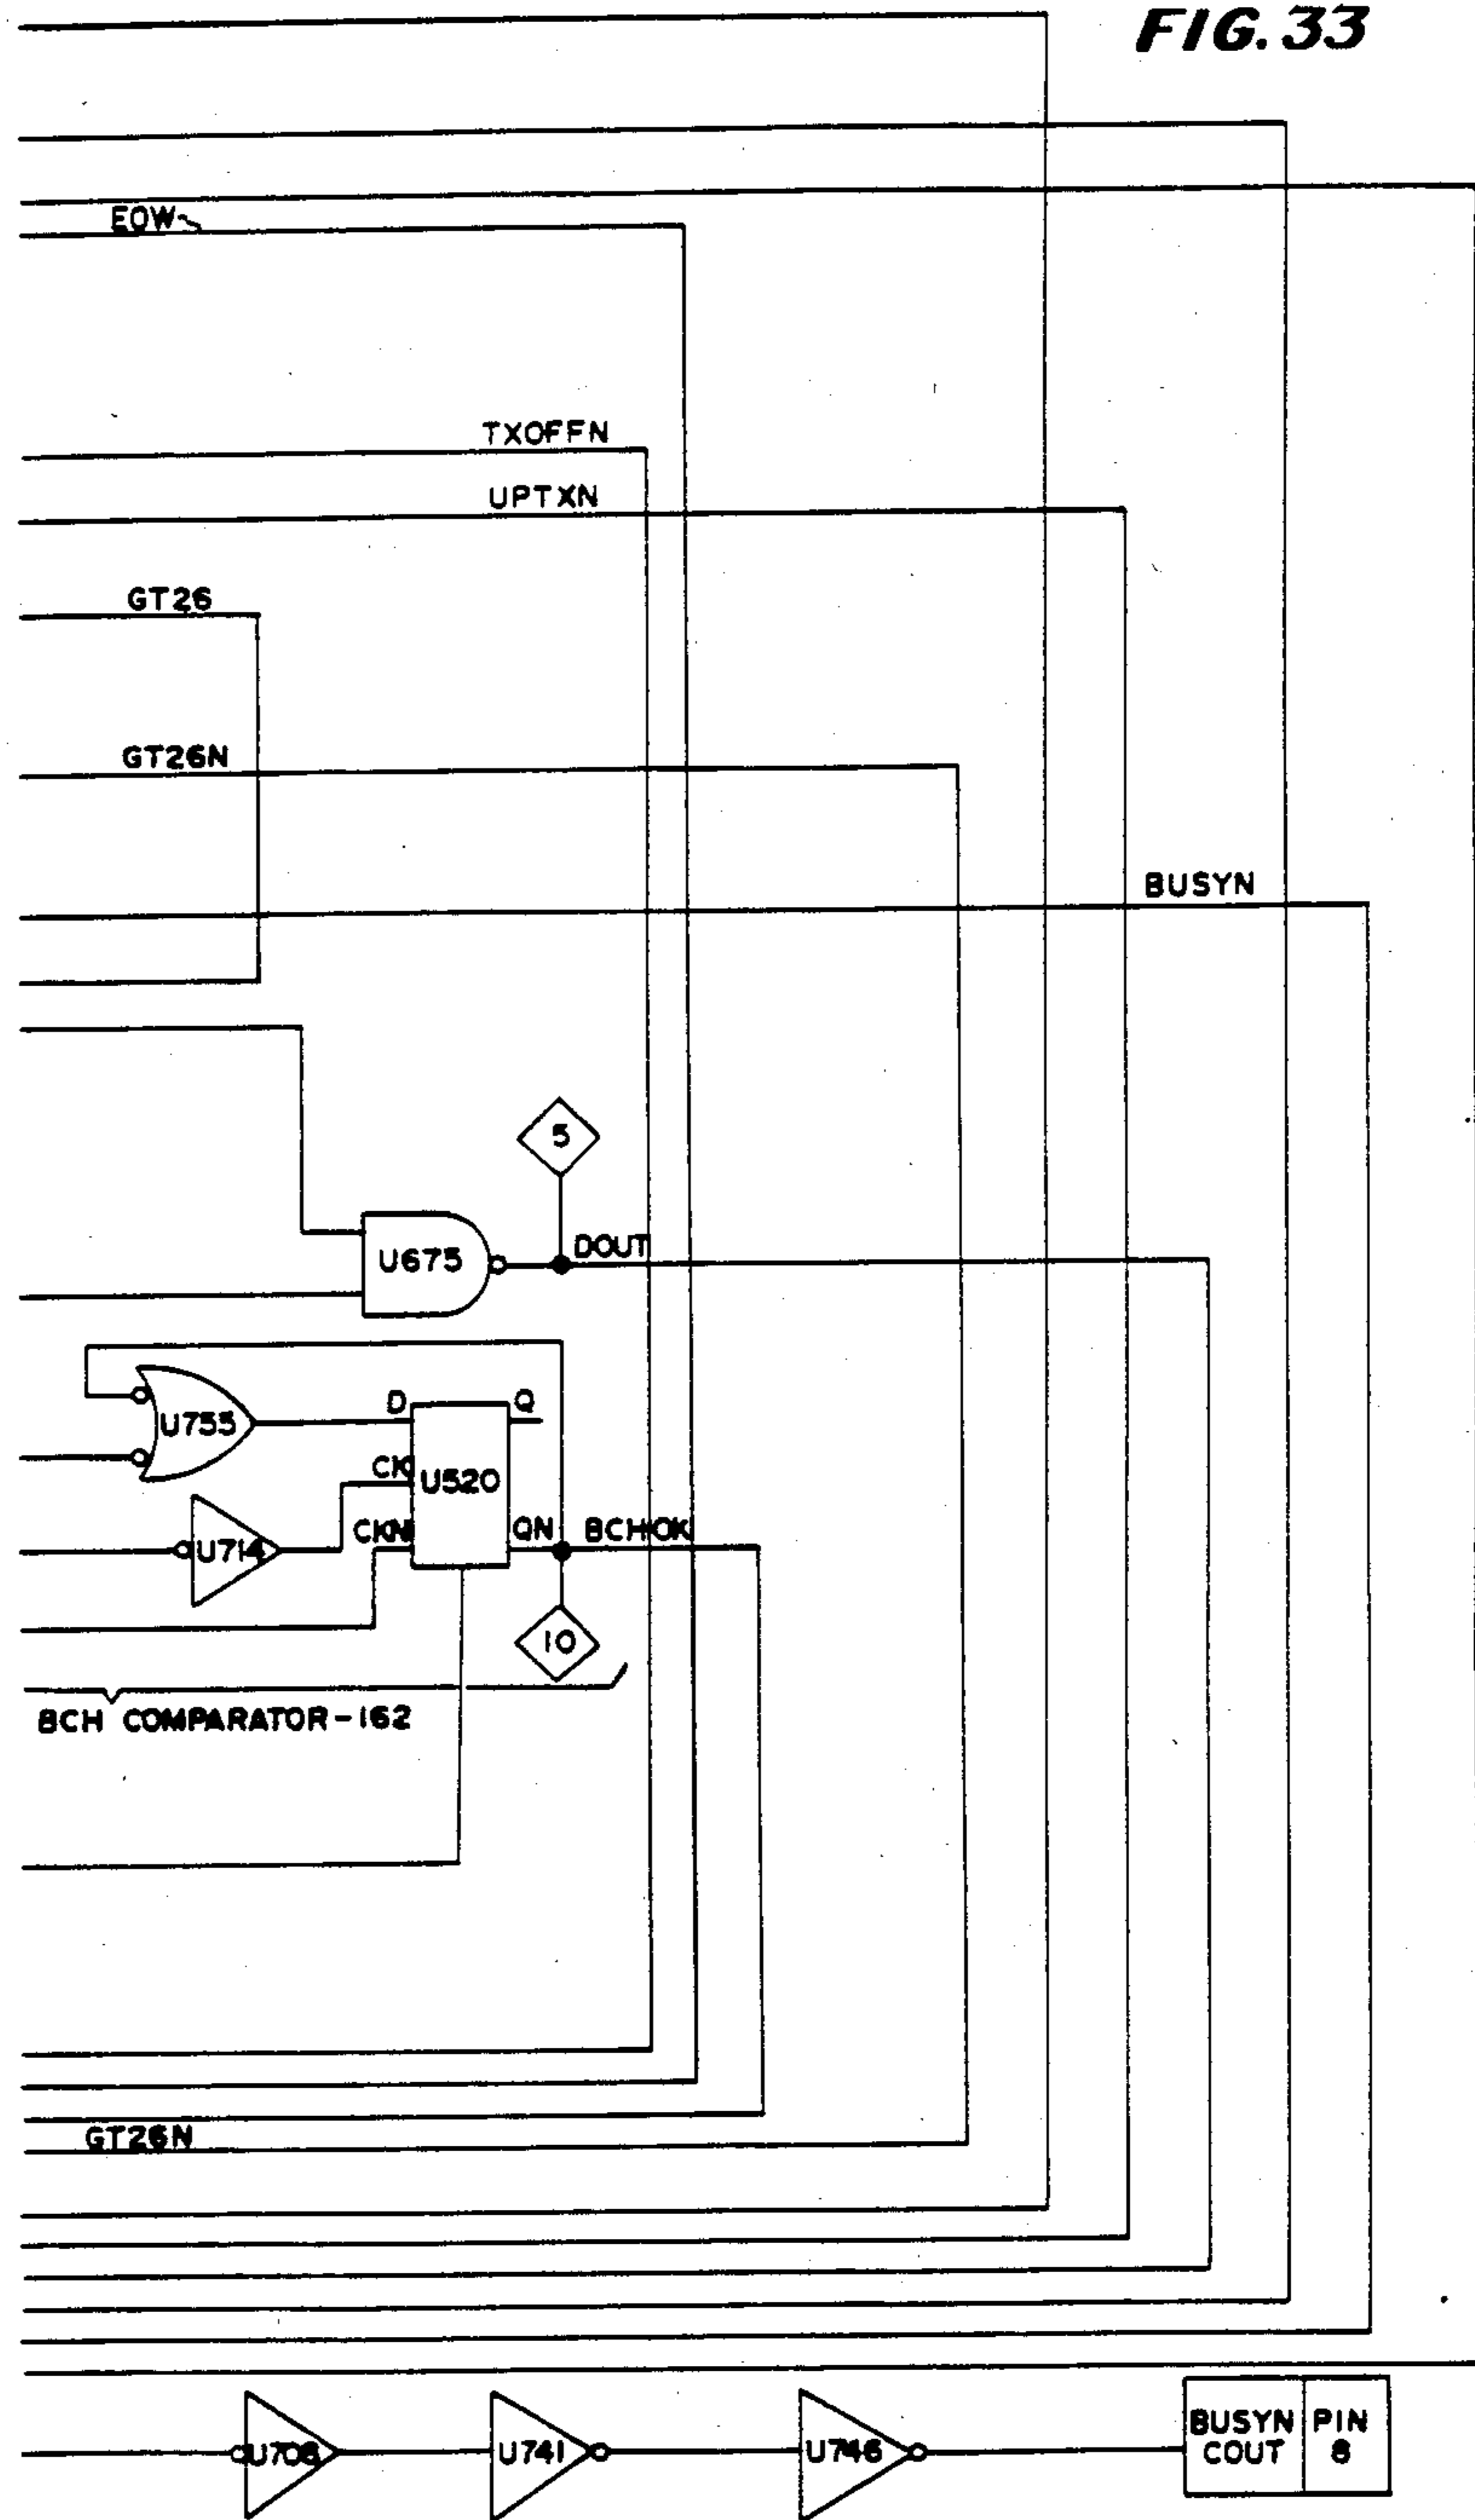 FIG. 33
EOW
TXOFFN
UPTXN
GT26
GT26N
BUSYN
5
U675
DOUT
D
Q
U755
CK
U520
CKN
QN
BCHOK
U714
10
BCH COMPARATOR-162
GT26N
BUSYN
COUT
PIN
8
U708
U741
U746